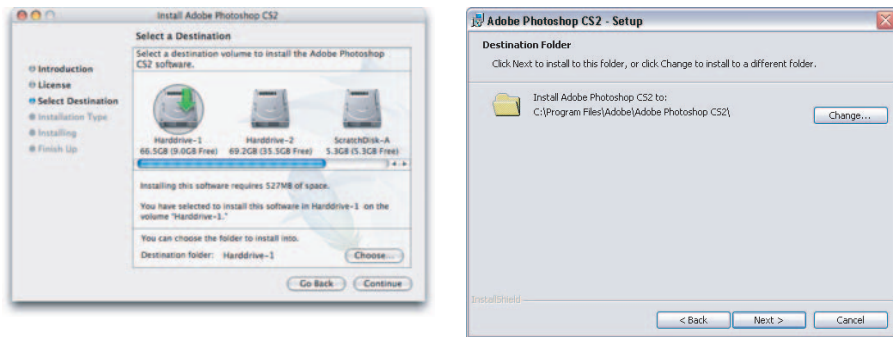 Install Adobe Photoshop CS2
Select a Destination
Select a destination volume to install the Adobe Photoshop
CS2 software.
Introduction
License
Select Destination
Installation Type
Installing
Finish Up
Harddrive-1
66.5GB (9.0GB Free)
Harddrive-2
69.2GB (35.5GB Free)
ScratchDisk-A
5.3GB (5.3GB Free)
Installing this software requires 527MB of space.
You have selected to install this software in Harddrive-1 on the
volume "Harddrive-1."
You can choose the folder to install into.
Destination folder: Harddrive-1
Choose...
Go Back
Continue
Adobe Photoshop CS2 - Setup
Destination Folder
Click Next to install to this folder, or click Change to install to a different folder.
Install Adobe Photoshop CS2 to:
C:\Program Files\Adobe\Adobe Photoshop CS2\
Change...
InstallShield
< Back
Next >
Cancel